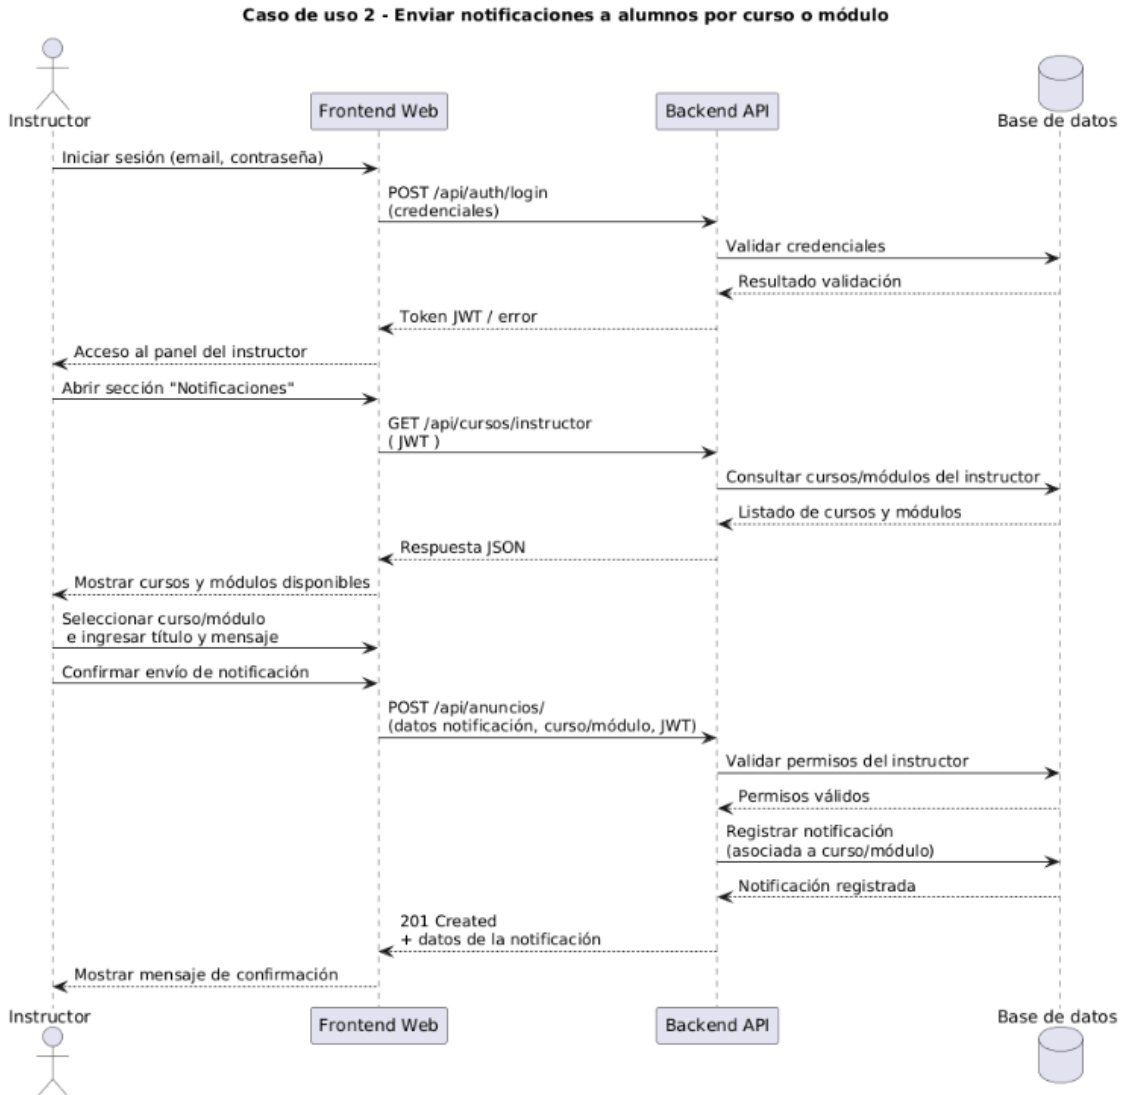 Caso de uso 2 - Enviar notificaciones a alumnos por curso o módulo
Instructor
Frontend Web
Backend API
Base de datos
Iniciar sesión (email, contraseña)
POST /api/auth/login
(credenciales)
Validar credenciales
Resultado validación
Token JWT / error
Acceso al panel del instructor
Abrir sección "Notificaciones"
GET /api/cursos/instructor
( JWT )
Consultar cursos/módulos del instructor
Listado de cursos y módulos
Respuesta JSON
Mostrar cursos y módulos disponibles
Seleccionar curso/módulo
e ingresar título y mensaje
Confirmar envío de notificación
POST /api/anuncios/
(datos notificación, curso/módulo, JWT)
Validar permisos del instructor
Permisos válidos
Registrar notificación
(asociada a curso/módulo)
Notificación registrada
201 Created
+ datos de la notificación
Mostrar mensaje de confirmación
Instructor
Frontend Web
Backend API
Base de datos